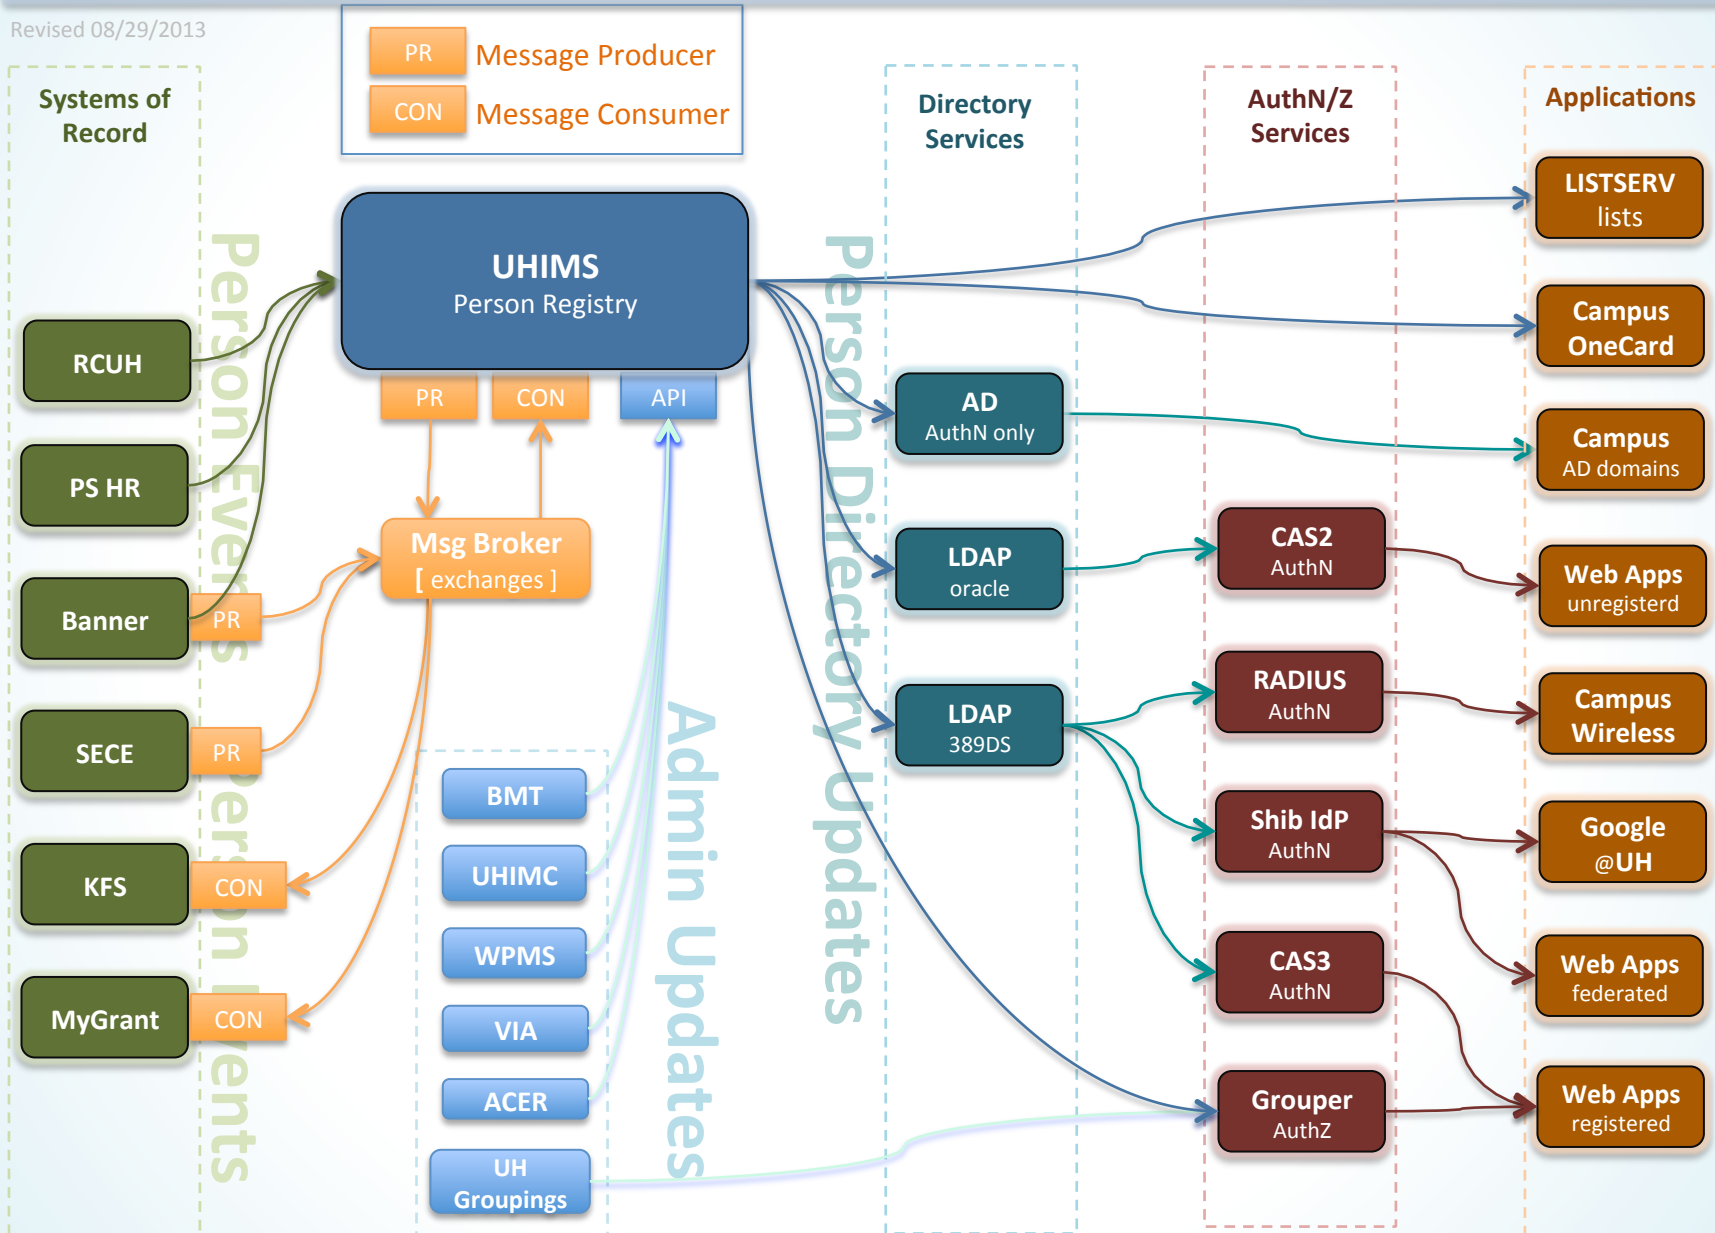 Revised 08/29/2013
PR
Message Producer
CON
Message Consumer
Systems of
Record
Directory
Services
AuthN/Z
Services
Applications
Person Events
Person Events
Person Directory Updates
Admin Updates
RCUH
PS HR
Banner
PR
SECE
PR
KFS
CON
MyGrant
CON
UHIMS
Person Registry
PR
CON
API
Msg Broker
[ exchanges ]
BMT
UHIMC
WPMS
VIA
ACER
UH
Groupings
AD
AuthN only
LDAP
oracle
LDAP
389DS
CAS2
AuthN
RADIUS
AuthN
Shib IdP
AuthN
CAS3
AuthN
Grouper
AuthZ
LISTSERV
lists
Campus
OneCard
Campus
AD domains
Web Apps
unregisterd
Campus
Wireless
Google
@UH
Web Apps
federated
Web Apps
registered